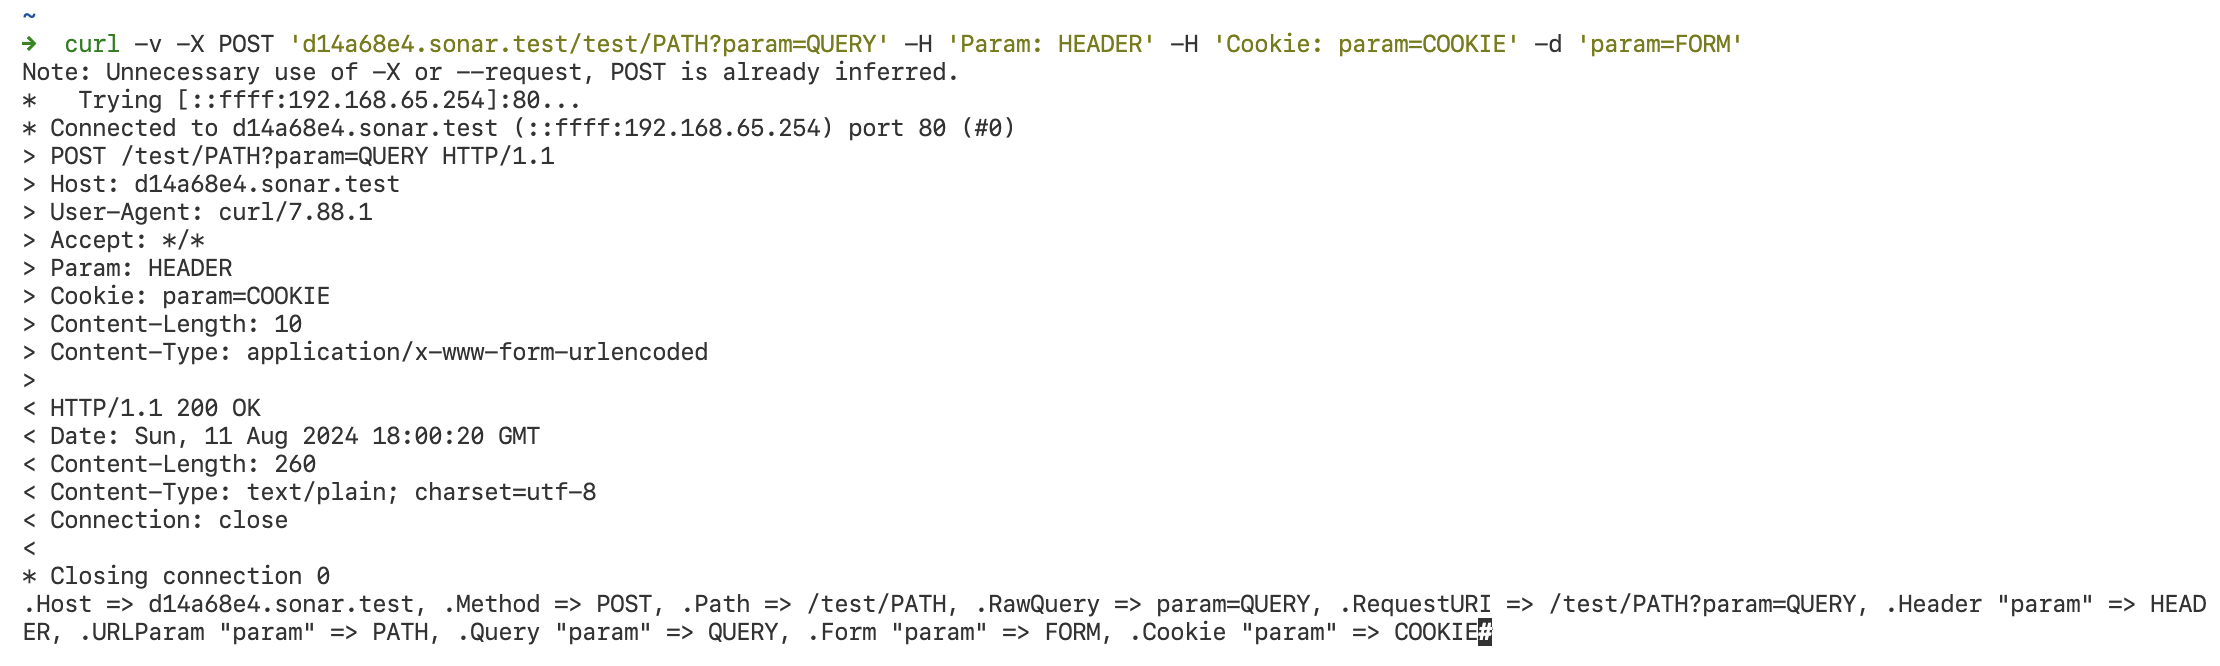 ~
➜  curl -v -X POST 'd14a68e4.sonar.test/test/PATH?param=QUERY' -H 'Param: HEADER' -H 'Cookie: param=COOKIE' -d 'param=FORM'
Note: Unnecessary use of -X or --request, POST is already inferred.
*   Trying [::ffff:192.168.65.254]:80...
* Connected to d14a68e4.sonar.test (::ffff:192.168.65.254) port 80 (#0)
> POST /test/PATH?param=QUERY HTTP/1.1
> Host: d14a68e4.sonar.test
> User-Agent: curl/7.88.1
> Accept: */*
> Param: HEADER
> Cookie: param=COOKIE
> Content-Length: 10
> Content-Type: application/x-www-form-urlencoded
>
< HTTP/1.1 200 OK
< Date: Sun, 11 Aug 2024 18:00:20 GMT
< Content-Length: 260
< Content-Type: text/plain; charset=utf-8
< Connection: close
<
* Closing connection 0
.Host => d14a68e4.sonar.test, .Method => POST, .Path => /test/PATH, .RawQuery => param=QUERY, .RequestURI => /test/PATH?param=QUERY, .Header "param" => HEAD
ER, .URLParam "param" => PATH, .Query "param" => QUERY, .Form "param" => FORM, .Cookie "param" => COOKIE#